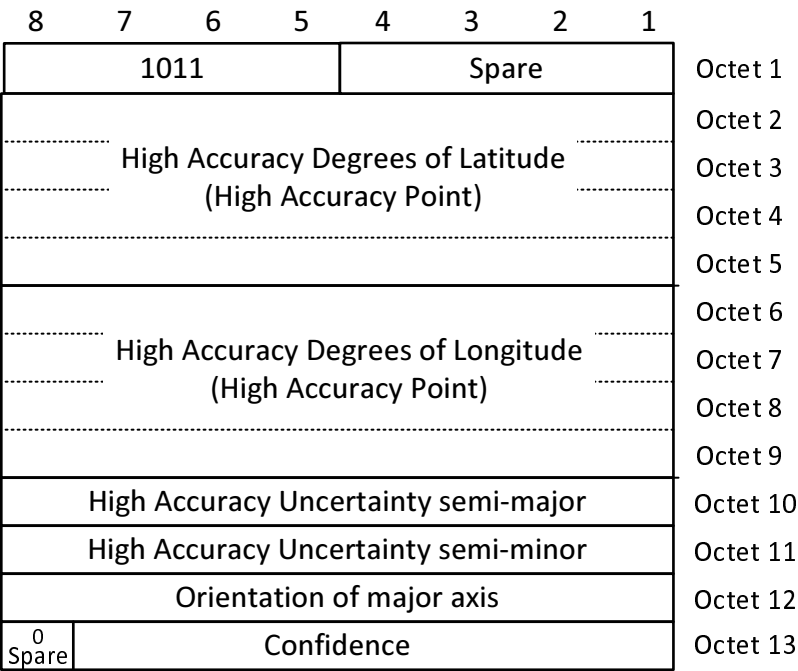 8 7 6 5 4 3 2 1
1011 Spare Octet 1
Octet 2
High Accuracy Degrees of Latitude Octet 3
(High Accuracy Point) Octet 4
Octet 5
Octet 6
High Accuracy Degrees of Longitude Octet 7
(High Accuracy Point) Octet 8
Octet 9
High Accuracy Uncertainty semi-major Octet 10
High Accuracy Uncertainty semi-minor Octet 11
Orientation of major axis Octet 12
0
Spare Confidence Octet 13